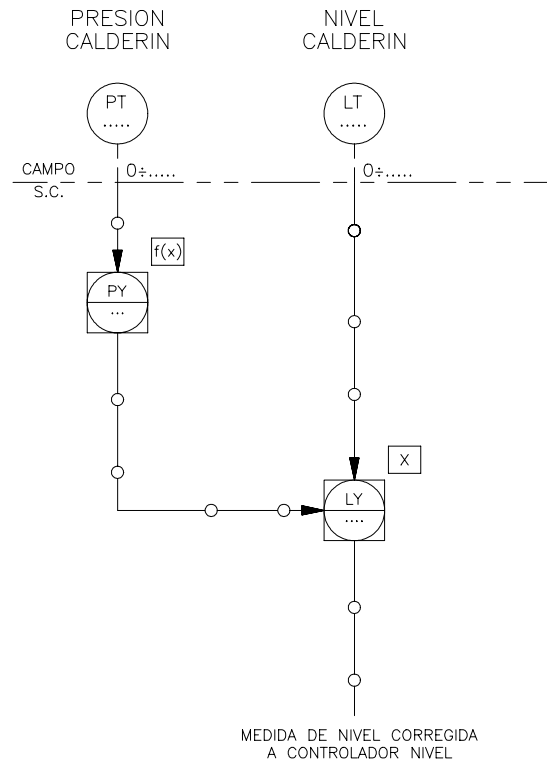 PRESION
CALDERIN
NIVEL
CALDERIN
PT
.....
LT
.....
CAMPO
S.C.
0÷.....
0÷.....
f(x)
PY
...
X
LY
....
MEDIDA DE NIVEL CORREGIDA
A CONTROLADOR NIVEL